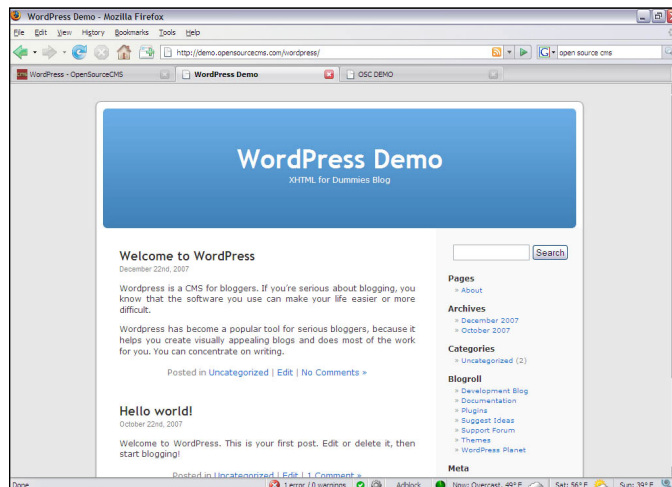 WordPress Demo - Mozilla Firefox
File Edit View History Bookmarks Tools Help
http://demo.opensourcecms.com/wordpress/
G open source cms
WordPress - OpenSourceCMS
WordPress Demo
OSC DEMO
WordPress Demo
XHTML for Dummies Blog
Welcome to WordPress
December 22nd, 2007
Wordpress is a CMS for bloggers. If you're serious about blogging, you
know that the software you use can make your life easier or more
difficult.
Wordpress has become a popular tool for serious bloggers, because it
helps you create visually appealing blogs and does most of the work
for you. You can concentrate on writing.
Posted in Uncategorized | Edit | No Comments »
Hello world!
October 22nd, 2007
Welcome to WordPress. This is your first post. Edit or delete it, then
start blogging!
Posted in Uncategorized | Edit | 1 Comment »
Search
Pages
» About
Archives
» December 2007
» October 2007
Categories
» Uncategorized (2)
Blogroll
» Development Blog
» Documentation
» Plugins
» Suggest Ideas
» Support Forum
» Themes
» WordPress Planet
Meta
Done
1 error / 0 warnings
Adblock
Now: Overcast, 49° F
Sat: 56° F
Sun: 39° F